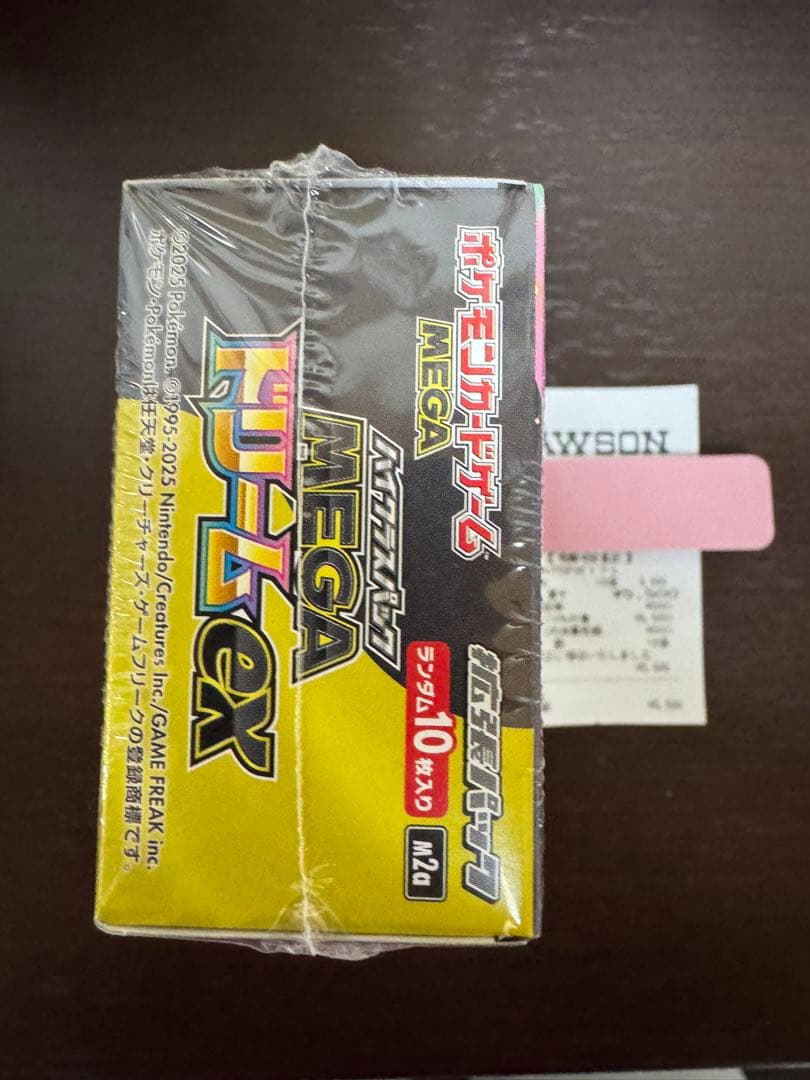 ポケモンカードゲーム
MEGA
拡張パック
ハイクラスパック
MEGA
ドリームex
ランダム10枚入り
M2a
©2025 Pokémon. ©1995-2025 Nintendo/Creatures Inc./GAME FREAK inc.
ポケモン・Pokémonは任天堂・クリーチャーズ・ゲームフリークの登録商標です。
AWSON